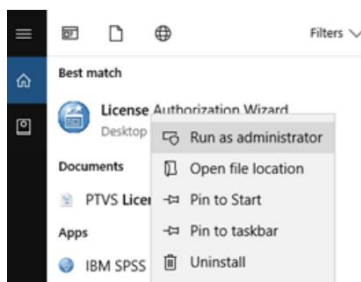 Filters
Best match
License Authorization Wizard
Desktop
Run as administrator
Open file location
Documents
PTVS
Pin to Start
Apps
Pin to taskbar
IBM SPSS
Uninstall